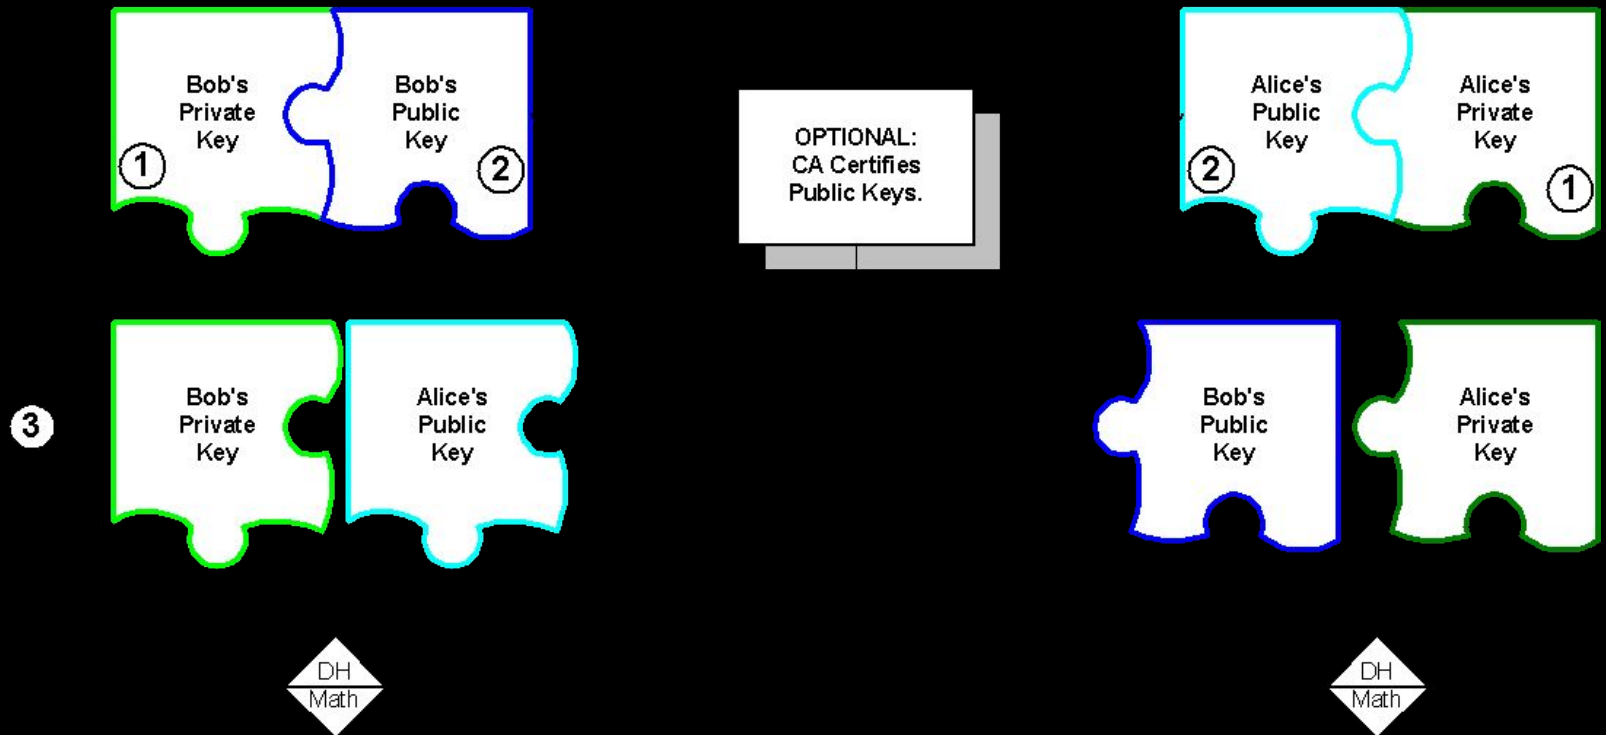 Bob's
Private
Key
Bob's
Public
Key
1
2
OPTIONAL:
CA Certifies
Public Keys.
Alice's
Public
Key
Alice's
Private
Key
2
1
3
Bob's
Private
Key
Alice's
Public
Key
Bob's
Public
Key
Alice's
Private
Key
DH
Math
DH
Math